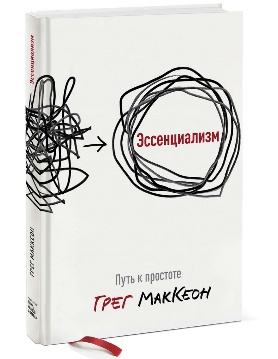 Эссенциализм
ГРЕГ МАККЕОН
Эссенциализм
Путь к простоте
ГРЕГ МАККЕОН